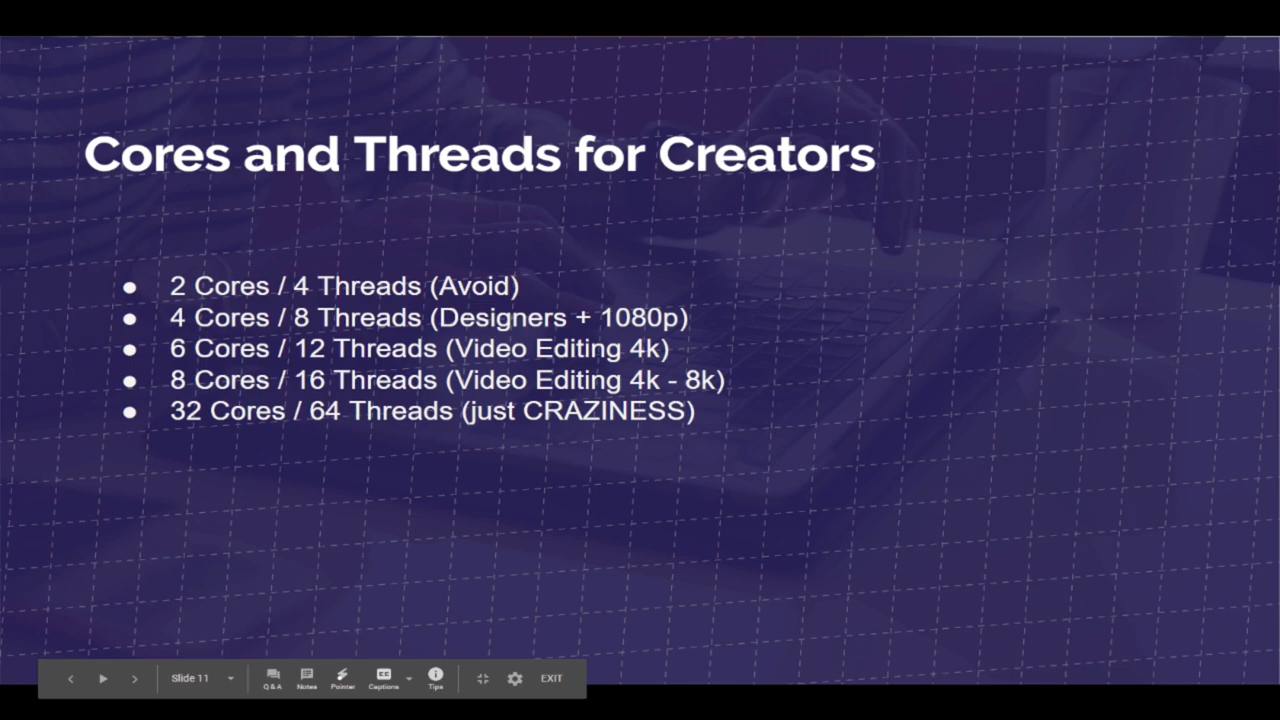 Cores and Threads for Creators
● 2 Cores / 4 Threads (Avoid)
● 4 Cores / 8 Threads (Designers + 1080p)
● 6 Cores / 12 Threads (Video Editing 4k)
● 8 Cores / 16 Threads (Video Editing 4k - 8k)
● 32 Cores / 64 Threads (just CRAZINESS)
Slide 11 Q&A Notes Pointer CC Captions Tips EXIT